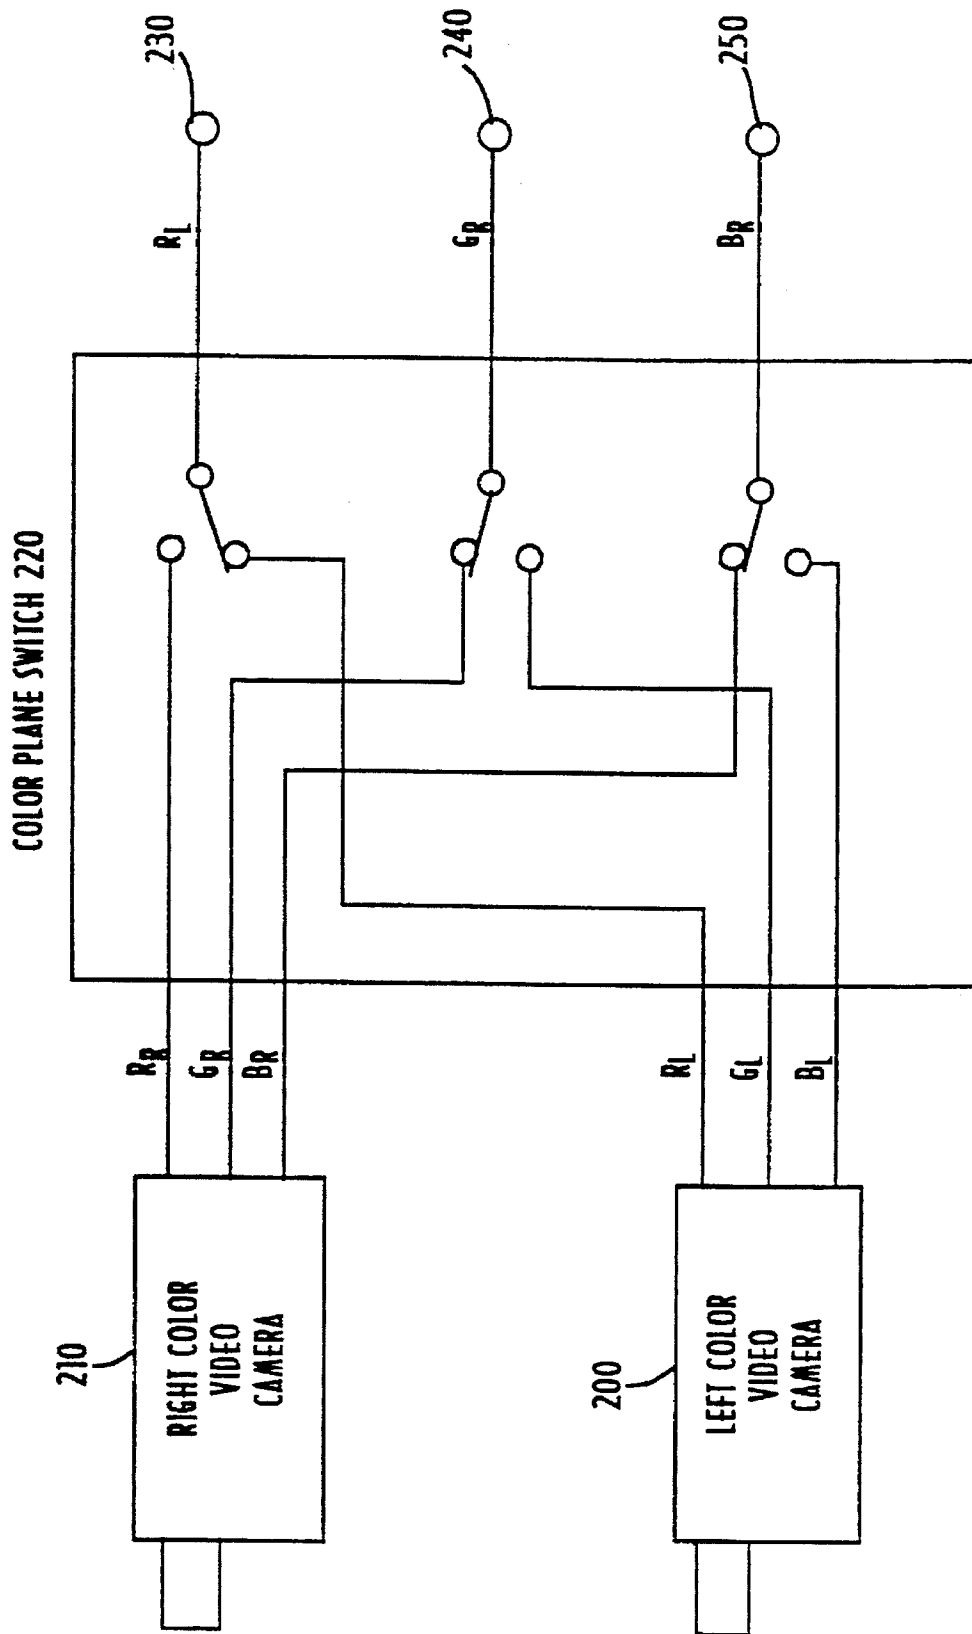 COLOR PLANE SWITCH 220
210
RIGHT COLOR
VIDEO
CAMERA
RR
GR
BR
200
LEFT COLOR
VIDEO
CAMERA
RL
GL
BL
RL
230
GR
240
BR
250